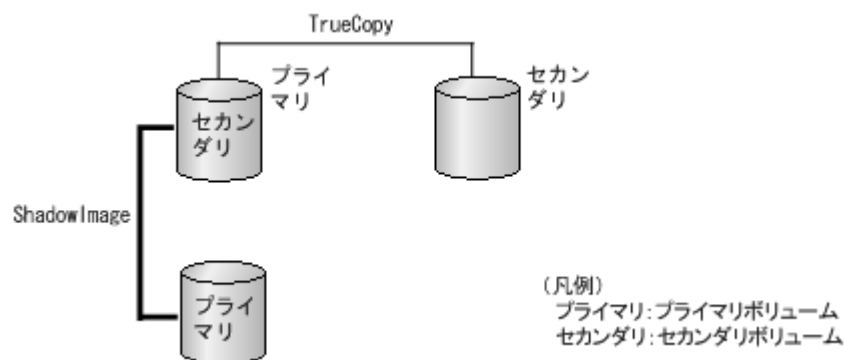 TrueCopy
プライ
マリ
セカン
ダリ
セカン
ダリ
ShadowImage
プライ
マリ
(凡例)
プライマリ:プライマリボリューム
セカンダリ:セカンダリボリューム